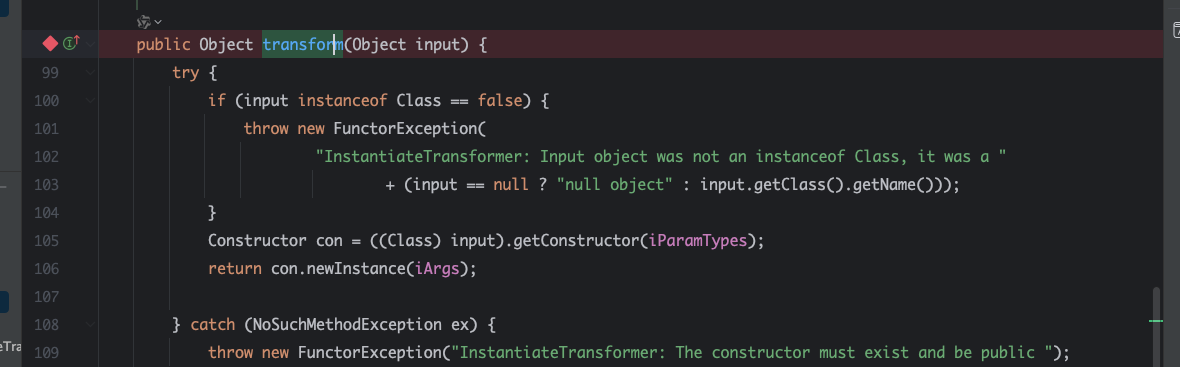 public Object transform(Object input) {
99 try {
100 if (input instanceof Class == false) {
101 throw new FunctorException(
102 "InstantiateTransformer: Input object was not an instanceof Class, it was a "
103 + (input == null ? "null object" : input.getClass().getName()));
104 }
105 Constructor con = ((Class) input).getConstructor(iParamTypes);
106 return con.newInstance(iArgs);
107
108 } catch (NoSuchMethodException ex) {
eTra
109 throw new FunctorException("InstantiateTransformer: The constructor must exist and be public ");